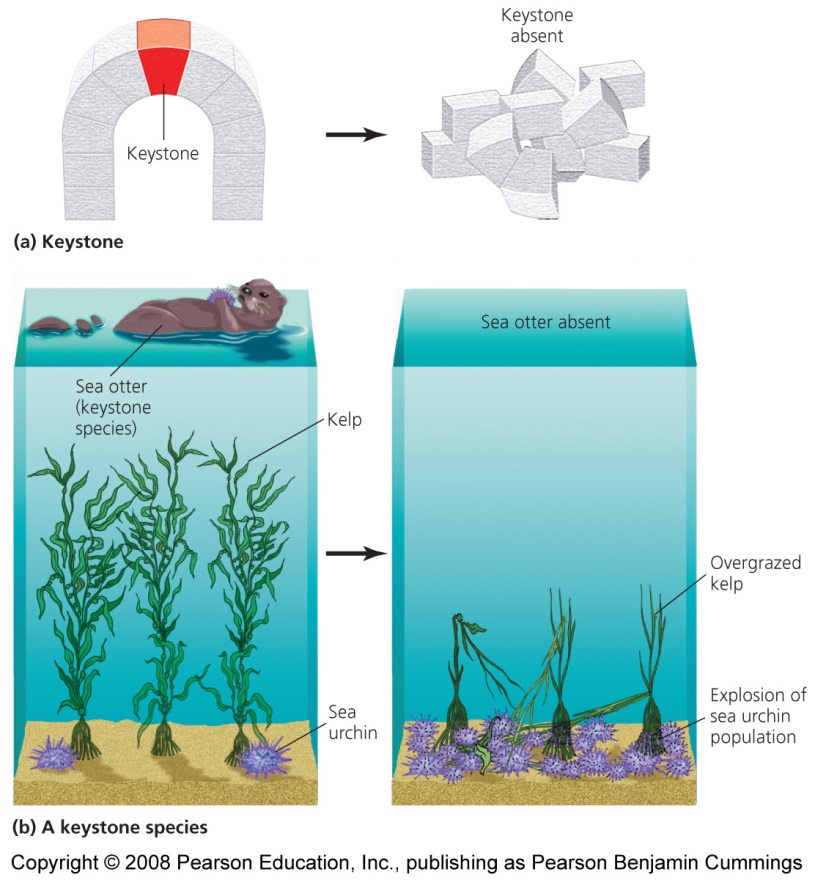 Keystone
absent
Keystone
(a) Keystone
Sea otter absent
Sea otter
(keystone
species)
Kelp
Overgrazed
kelp
Sea
urchin
Explosion of
sea urchin
population
(b) A keystone species
Copyright © 2008 Pearson Education, Inc., publishing as Pearson Benjamin Cummings